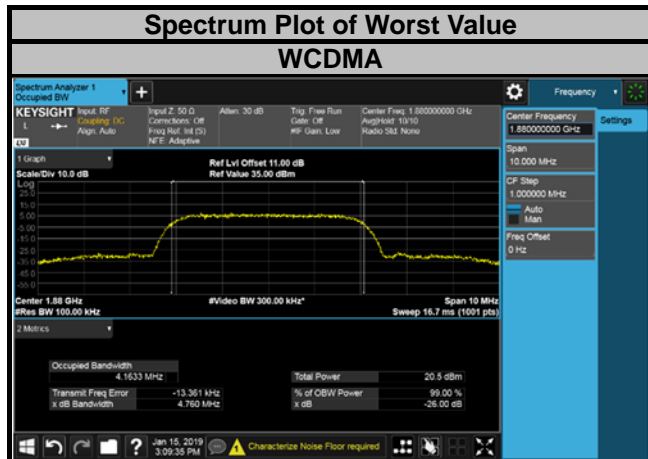 Spectrum Plot of Worst Value
WCDMA
Spectrum Analyzer 1
Occupied BW
+
Frequency
KEYSIGHT
L
LXI
Input: RF
Coupling: DC
Align: Auto
Input Z: 50 Ω
Corrections: Off
Freq Ref: Int (S)
NFE: Adaptive
Atten: 30 dB
Trig: Free Run
Gate: Off
#IF Gain: Low
Center Freq: 1.880000000 GHz
Avg|Hold: 10/10
Radio Std: None
Center Frequency
1.880000000 GHz
Settings
Span
10.000 MHz
CF Step
1.000000 MHz
Auto
Man
Freq Offset
0 Hz
1 Graph
Scale/Div 10.0 dB
Ref Lvl Offset 11.00 dB
Ref Value 35.00 dBm
Log
25.0
15.0
5.00
-5.00
-15.0
-25.0
-35.0
-45.0
-55.0
Center 1.88 GHz
#Res BW 100.00 kHz
#Video BW 300.00 kHz*
Span 10 MHz
Sweep 16.7 ms (1001 pts)
2 Metrics
Occupied Bandwidth
4.1633 MHz
Total Power 20.5 dBm
Transmit Freq Error -13.361 kHz
% of OBW Power 99.00 %
x dB Bandwidth 4.760 MHz
x dB -26.00 dB
?
Jan 15, 2019
3:09:35 PM
Characterize Noise Floor required